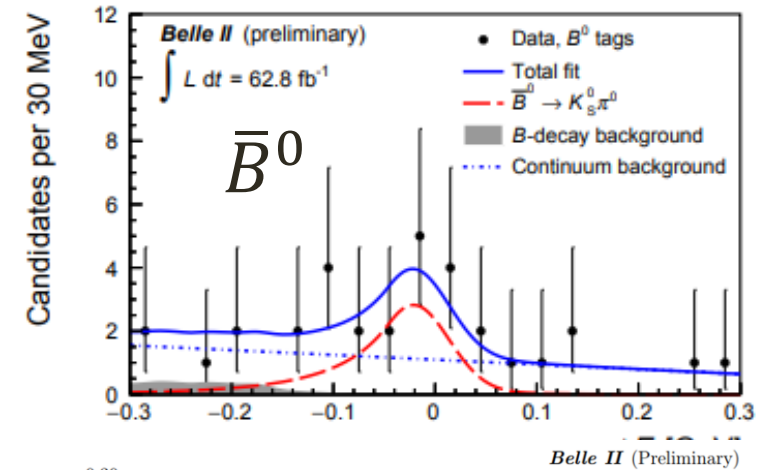 Candidates per 30 MeV
12
10
8
6
4
2
0
Belle II (preliminary)
∫ L dt = 62.8 fb⁻¹
B̅⁰
Data, B⁰ tags
Total fit
B̅⁰ → K⁰_S π⁰
B-decay background
Continuum background
−0.3
−0.2
−0.1
0
0.1
0.2
0.3
Belle II (Preliminary)